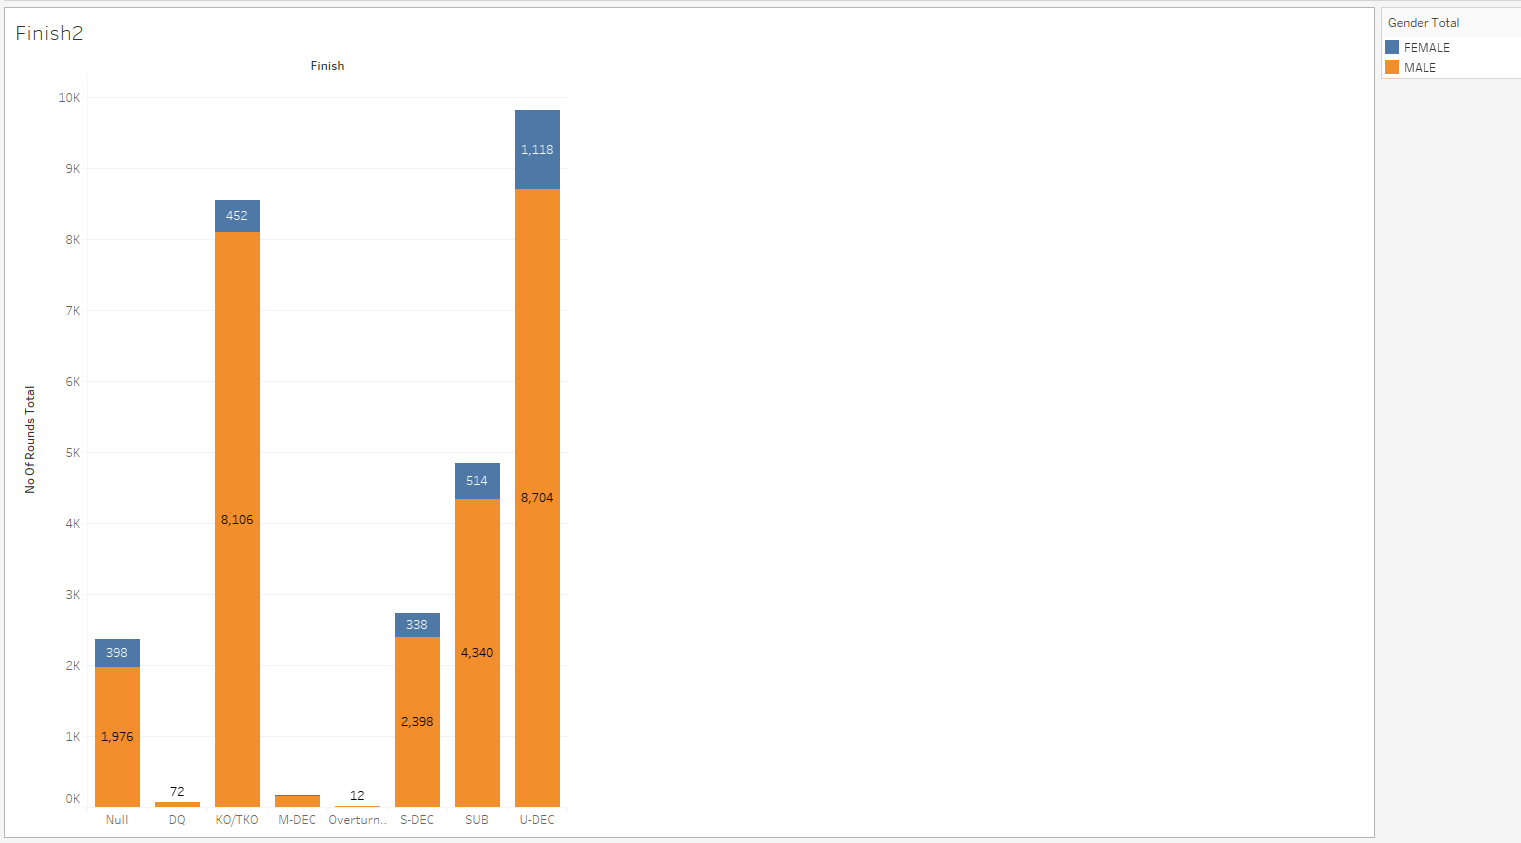 Finish2
Finish
No Of Rounds Total
10K
9K
8K
7K
6K
5K
4K
3K
2K
1K
0K
398
1,976
72
452
8,106
12
338
2,398
514
4,340
1,118
8,704
Null
DQ
KO/TKO
M-DEC
Overturn..
S-DEC
SUB
U-DEC
Gender Total
FEMALE
MALE